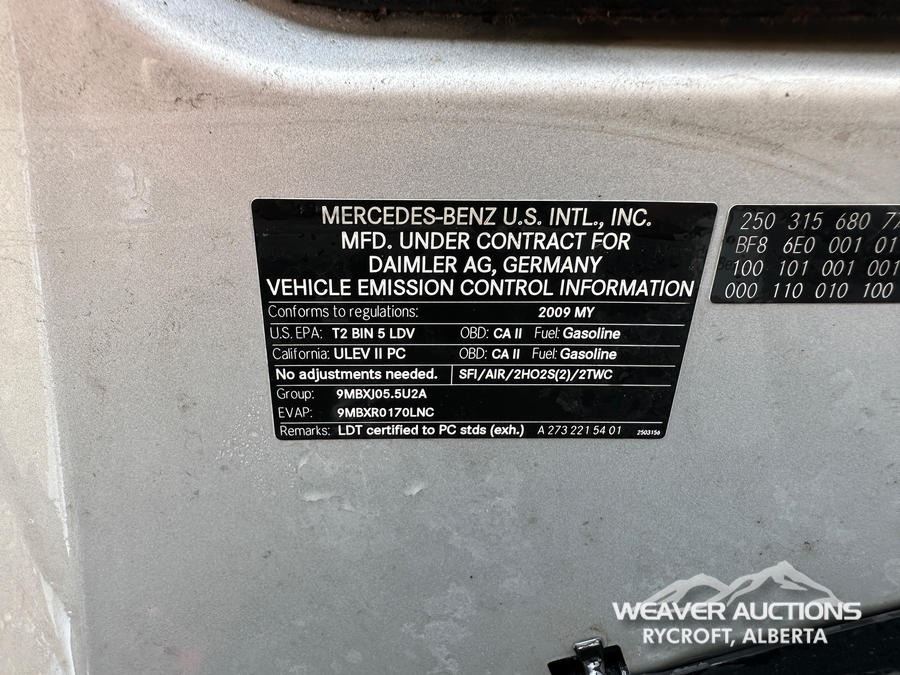 MERCEDES-BENZ U.S. INTL., INC.
MFD. UNDER CONTRACT FOR
DAIMLER AG, GERMANY
VEHICLE EMISSION CONTROL INFORMATION
Conforms to regulations: 2009 MY
U.S. EPA: T2 BIN 5 LDV OBD: CA II Fuel: Gasoline
California: ULEV II PC OBD: CA II Fuel: Gasoline
No adjustments needed. SFI/AIR/2HO2S(2)/2TWC
Group: 9MBXJ05.5U2A
EVAP: 9MBXR0170LNC
Remarks: LDT certified to PC stds (exh.) A 273 221 54 01 2503156
250 315 680 77
BF8 6E0 001 01
100 101 001 001
000 110 010 100
WEAVER AUCTIONS
RYCROFT, ALBERTA